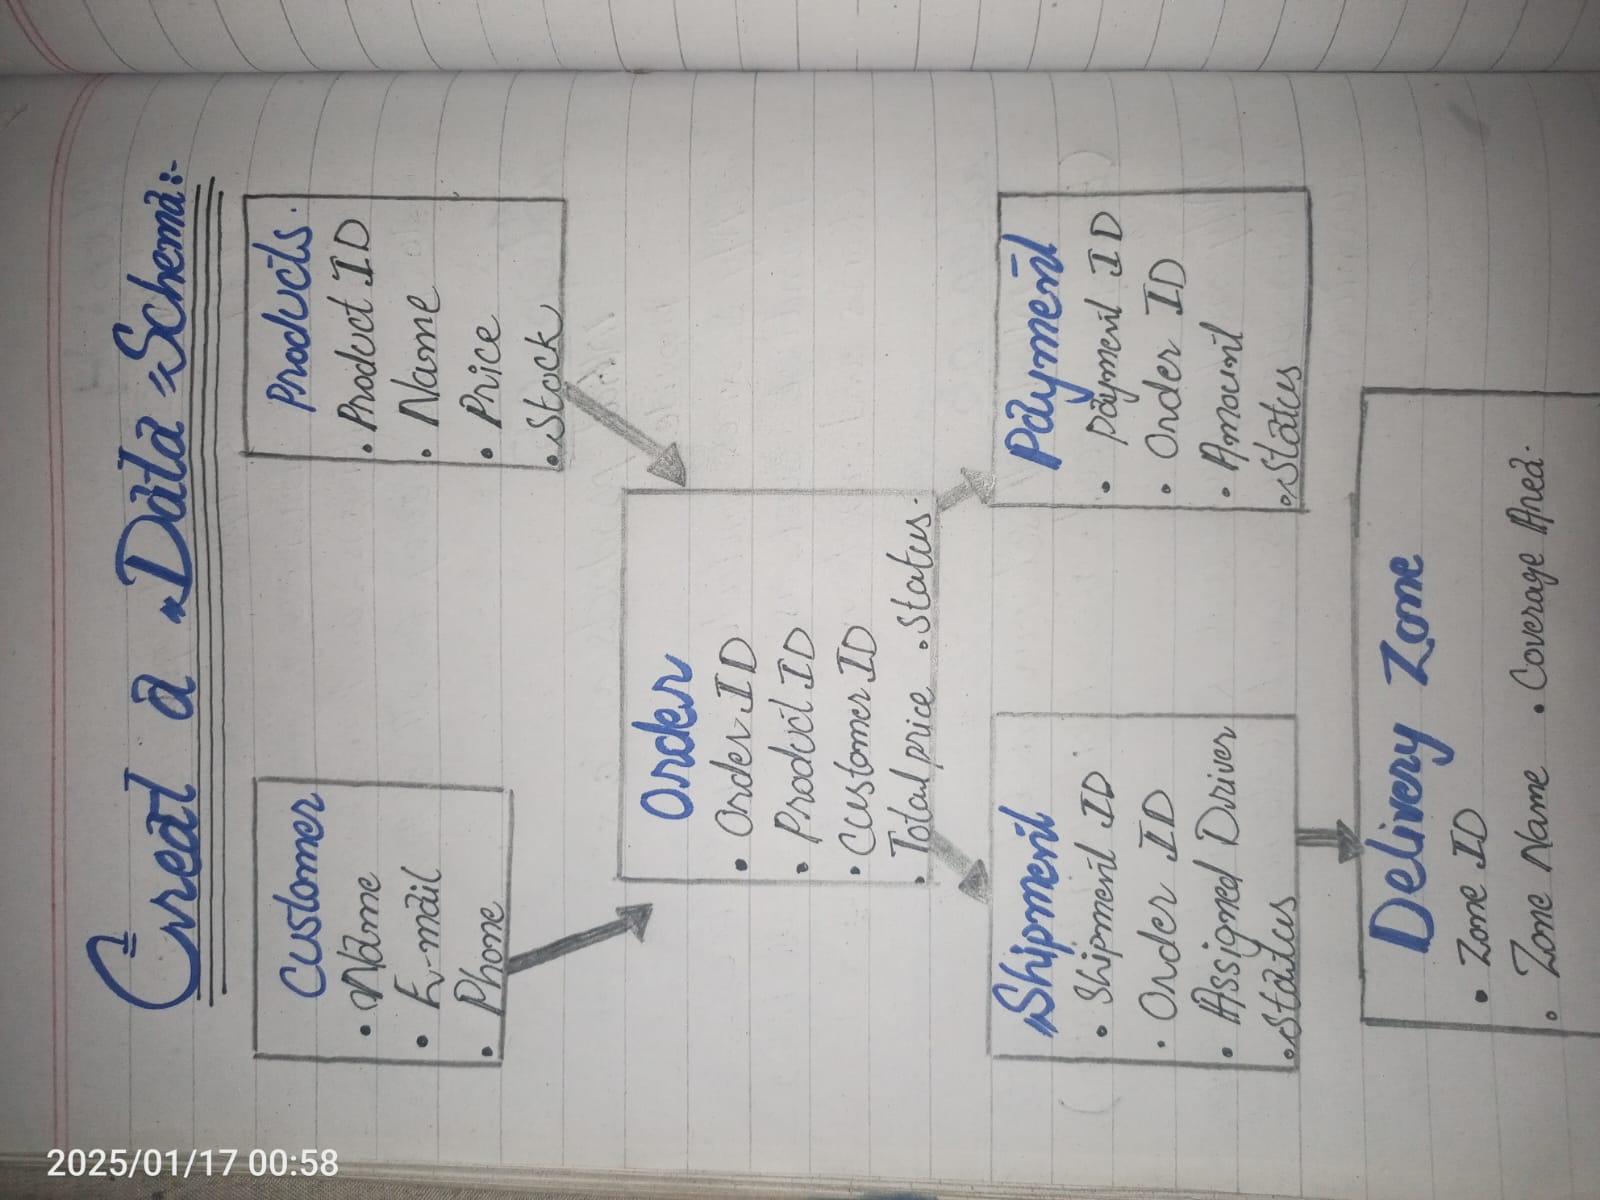 Creat a "Data "Schema:-
Customer
• Name
• E-mail
• Phone
Products.
• Product ID
• Name
• Price
• Stock
Order
• Order ID
• Product ID
• Customer ID
• Total price • Status.
Shipment
• Shipment ID
• Order ID
• Assigned Driver
• Status
Payment
• Payment ID
• Order ID
• Amount
• Status
Delivery Zone
• Zone ID
• Zone Name • Coverage Area.
2025/01/17 00:58